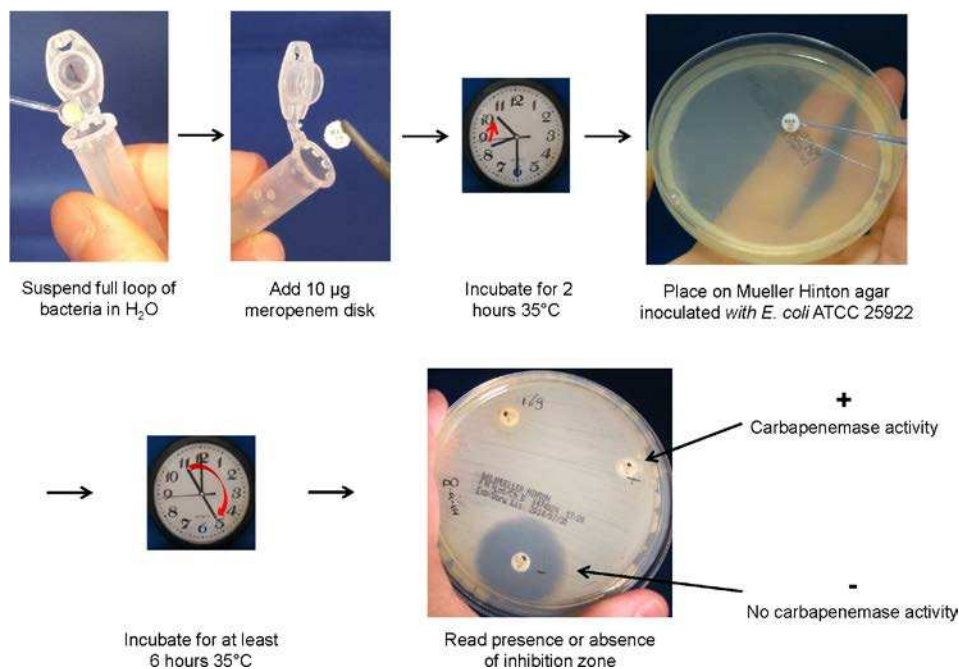 Suspend full loop of
bacteria in H₂O
Add 10 µg
meropenem disk
Incubate for 2
hours 35°C
Place on Mueller Hinton agar
inoculated with E. coli ATCC 25922
+
Carbapenemase activity
-
No carbapenemase activity
Incubate for at least
6 hours 35°C
Read presence or absence
of inhibition zone